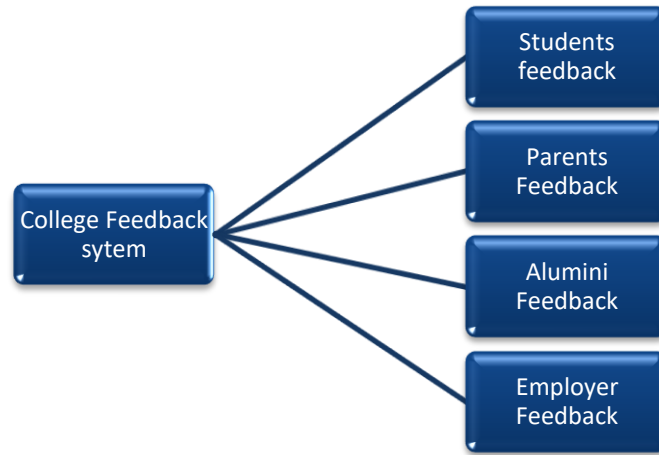 College Feedback
sytem
Students
feedback
Parents
Feedback
Alumini
Feedback
Employer
Feedback